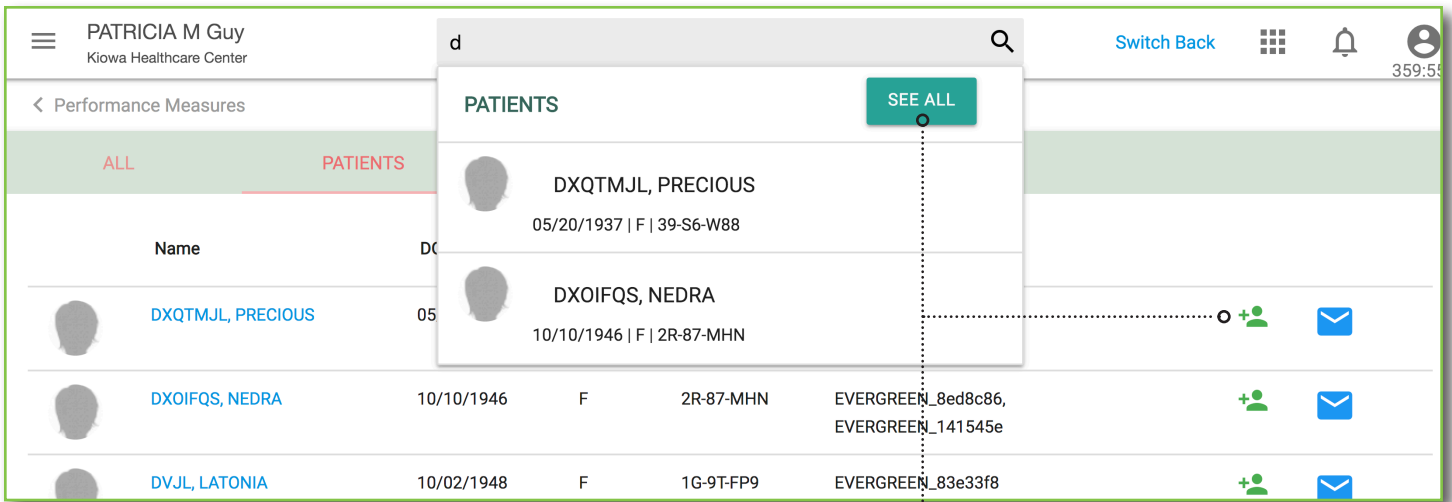 PATRICIA M Guy
Kiowa Healthcare Center
d
Switch Back
359:55
Performance Measures
PATIENTS
SEE ALL
ALL
PATIENTS
DXQTMJL, PRECIOUS
05/20/1937 | F | 39-S6-W88
Name
DXOIFQS, NEDRA
10/10/1946 | F | 2R-87-MHN
DXQTMJL, PRECIOUS 05
DXOIFQS, NEDRA 10/10/1946 F 2R-87-MHN EVERGREEN_8ed8c86,
EVERGREEN_141545e
DVJL, LATONIA 10/02/1948 F 1G-9T-FP9 EVERGREEN_83e33f8